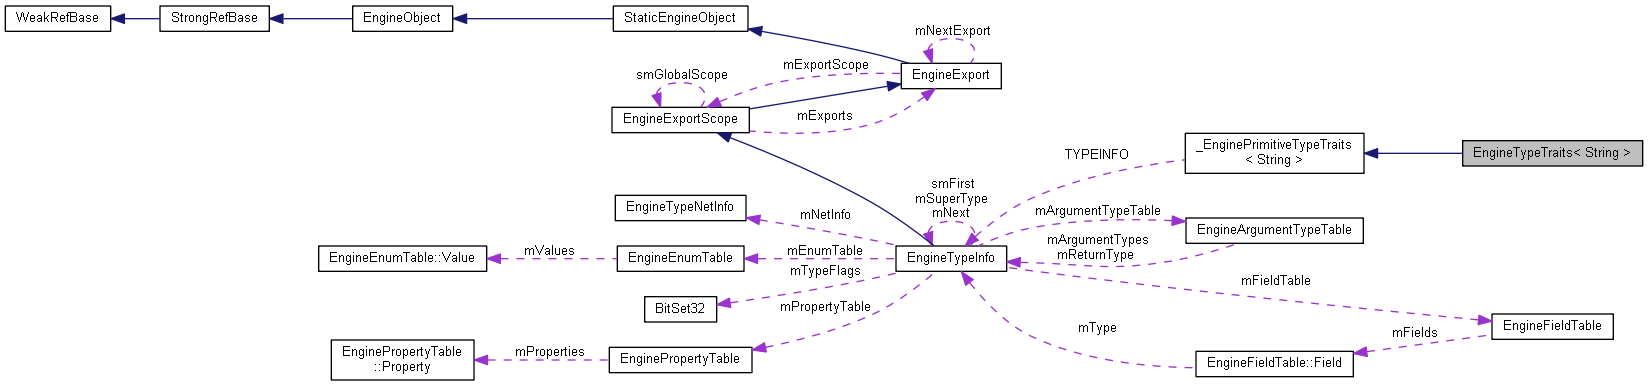 WeakRefBase
StrongRefBase
EngineObject
StaticEngineObject
mNextExport
EngineExport
mExportScope
smGlobalScope
EngineExportScope
mExports
_EnginePrimitiveTypeTraits
< String >
EngineTypeTraits< String >
TYPEINFO
smFirst
mSuperType
mNext
EngineTypeNetInfo
mNetInfo
mArgumentTypeTable
EngineArgumentTypeTable
mArgumentTypes
mReturnType
EngineEnumTable::Value
mValues
EngineEnumTable
mEnumTable
EngineTypeInfo
mTypeFlags
BitSet32
mPropertyTable
mFieldTable
EngineFieldTable
mFields
mType
EnginePropertyTable
::Property
mProperties
EnginePropertyTable
EngineFieldTable::Field